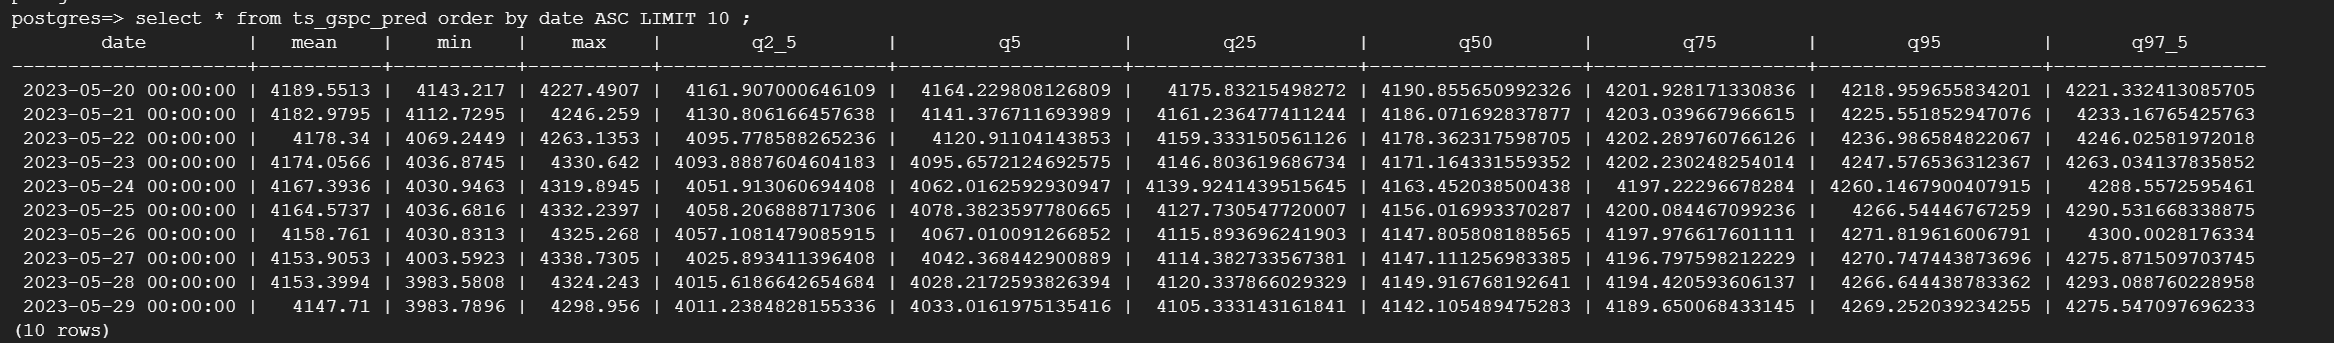 postgres=> select * from ts_gspc_pred order by date ASC LIMIT 10 ;
        date         |   mean    |    min    |    max    |        q2_5        |         q5         |        q25         |        q50        |        q75        |        q95         |       q97_5
---------------------+-----------+-----------+-----------+--------------------+--------------------+--------------------+-------------------+-------------------+--------------------+-------------------
 2023-05-20 00:00:00 | 4189.5513 |  4143.217 | 4227.4907 |  4161.907000646109 |  4164.229808126809 |   4175.83215498272 | 4190.855650992326 | 4201.928171330836 |  4218.959655834201 | 4221.332413085705
 2023-05-21 00:00:00 | 4182.9795 | 4112.7295 |  4246.259 |  4130.806166457638 |  4141.376711693989 |  4161.236477411244 | 4186.071692837877 | 4203.039667966615 |  4225.551852947076 |  4233.16765425763
 2023-05-22 00:00:00 |   4178.34 | 4069.2449 | 4263.1353 |  4095.778588265236 |   4120.91104143853 |  4159.333150561126 | 4178.362317598705 | 4202.289760766126 |  4236.986584822067 |  4246.02581972018
 2023-05-23 00:00:00 | 4174.0566 | 4036.8745 |  4330.642 | 4093.8887604604183 | 4095.6572124692575 |  4146.803619686734 | 4171.164331559352 | 4202.230248254014 |  4247.576536312367 | 4263.034137835852
 2023-05-24 00:00:00 | 4167.3936 | 4030.9463 | 4319.8945 |  4051.913060694408 | 4062.0162592930947 | 4139.9241439515645 | 4163.452038500438 |  4197.22296678284 | 4260.1467900407915 |   4288.5572595461
 2023-05-25 00:00:00 | 4164.5737 | 4036.6816 | 4332.2397 |  4058.206888717306 | 4078.3823597780665 |  4127.730547720007 | 4156.016993370287 | 4200.084467099236 |   4266.54446767259 | 4290.531668338875
 2023-05-26 00:00:00 |  4158.761 | 4030.8313 |  4325.268 | 4057.1081479085915 |  4067.010091266852 |  4115.893696241903 | 4147.805808188565 | 4197.976617601111 |  4271.819616006791 |   4300.0028176334
 2023-05-27 00:00:00 | 4153.9053 | 4003.5923 | 4338.7305 |  4025.893411396408 |  4042.368442900889 |  4114.382733567381 | 4147.111256983385 | 4196.797598212229 |  4270.747443873696 | 4275.871509703745
 2023-05-28 00:00:00 | 4153.3994 | 3983.5808 |  4324.243 | 4015.6186642654684 | 4028.2172593826394 |  4120.337866029329 | 4149.916768192641 | 4194.420593606137 |  4266.644438783362 | 4293.088760228958
 2023-05-29 00:00:00 |   4147.71 | 3983.7896 |  4298.956 | 4011.2384828155336 | 4033.0161975135416 |  4105.333143161841 | 4142.105489475283 | 4189.650068433145 |  4269.252039234255 | 4275.547097696233
(10 rows)